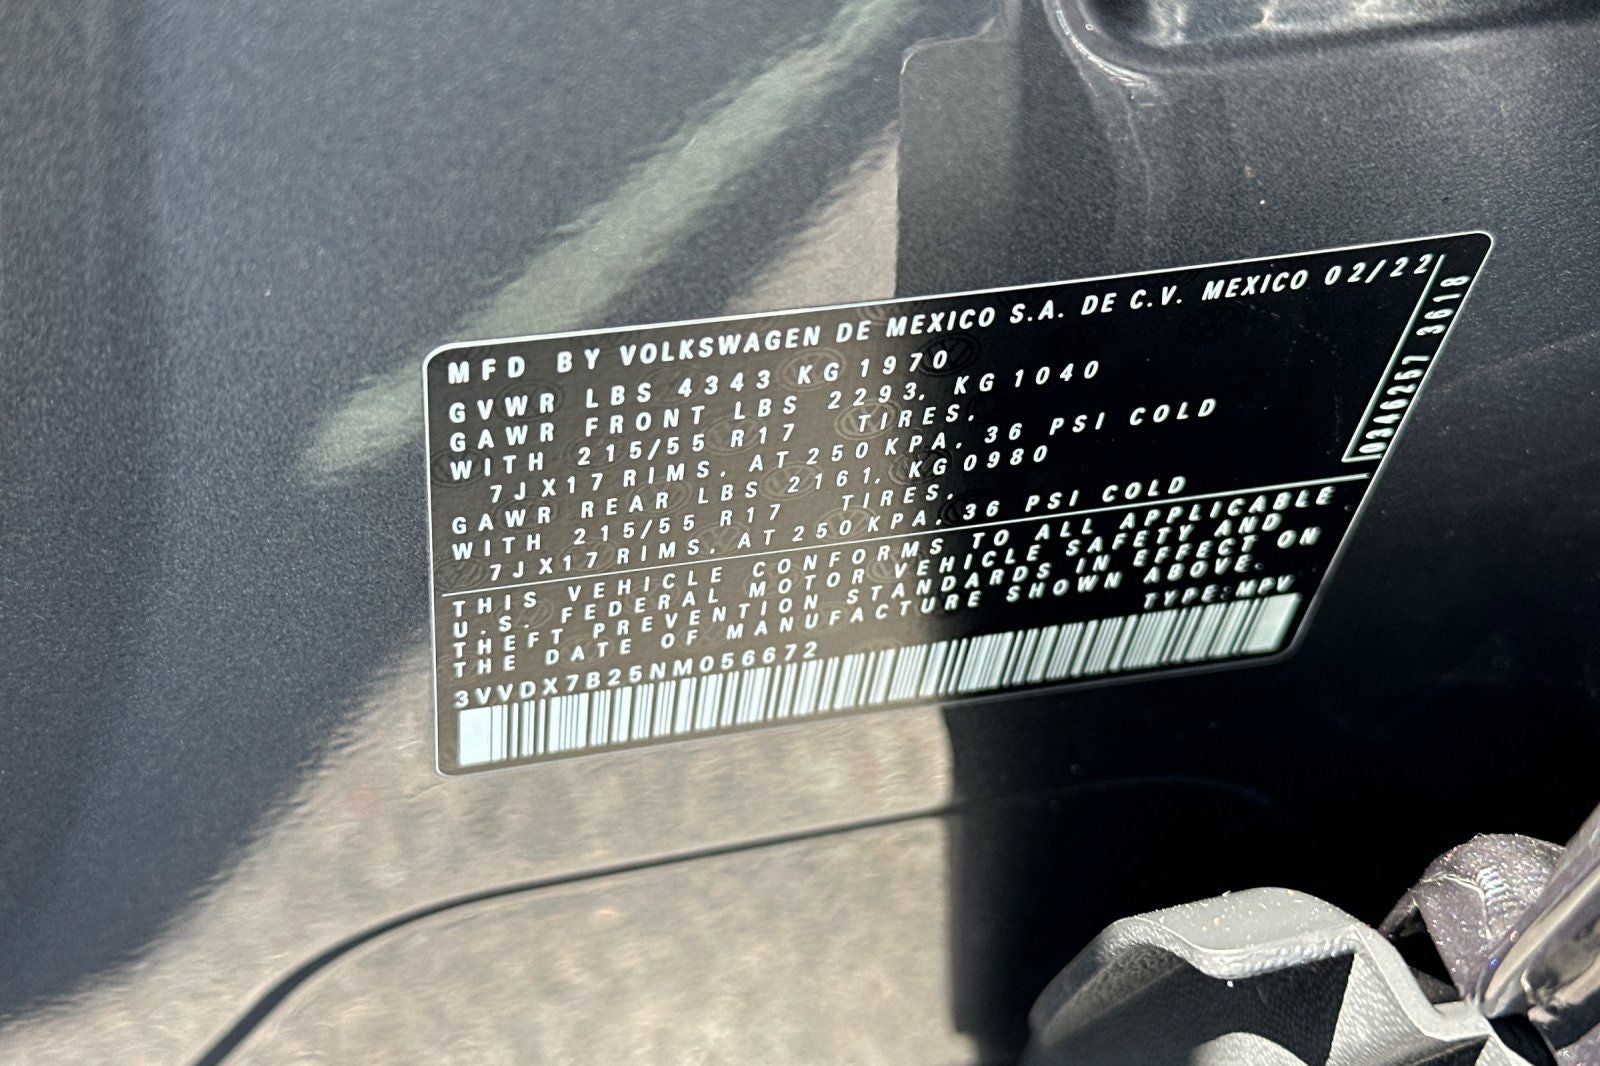 MFD BY VOLKSWAGEN DE MEXICO S.A. DE C.V. MEXICO 02/22
GVWR LBS 4343 KG 1970
GAWR FRONT LBS 2293. KG 1040
WITH 215/55 R17 TIRES.
7JX17 RIMS. AT 250 KPA. 36 PSI COLD
GAWR REAR LBS 2161. KG 0980
WITH 215/55 R17 TIRES.
7JX17 RIMS. AT 250 KPA. 36 PSI COLD
THIS VEHICLE CONFORMS TO ALL APPLICABLE
U.S. FEDERAL MOTOR VEHICLE SAFETY AND
THEFT PREVENTION STANDARDS IN EFFECT ON
THE DATE OF MANUFACTURE SHOWN ABOVE.
TYPE:MPV
3VVDX7B25NM056672
0346257 3618